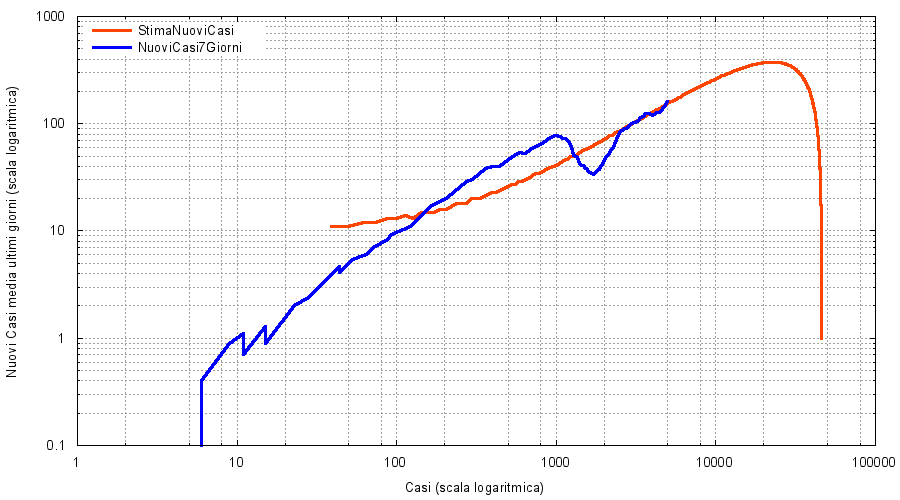 1000
StimaNuoviCasi
NuoviCasi7Giorni
100
10
1
0.1
Nuovi Casi media ultimi giorni (scala logaritmica)
1 10 100 1000 10000 100000
Casi (scala logaritmica)